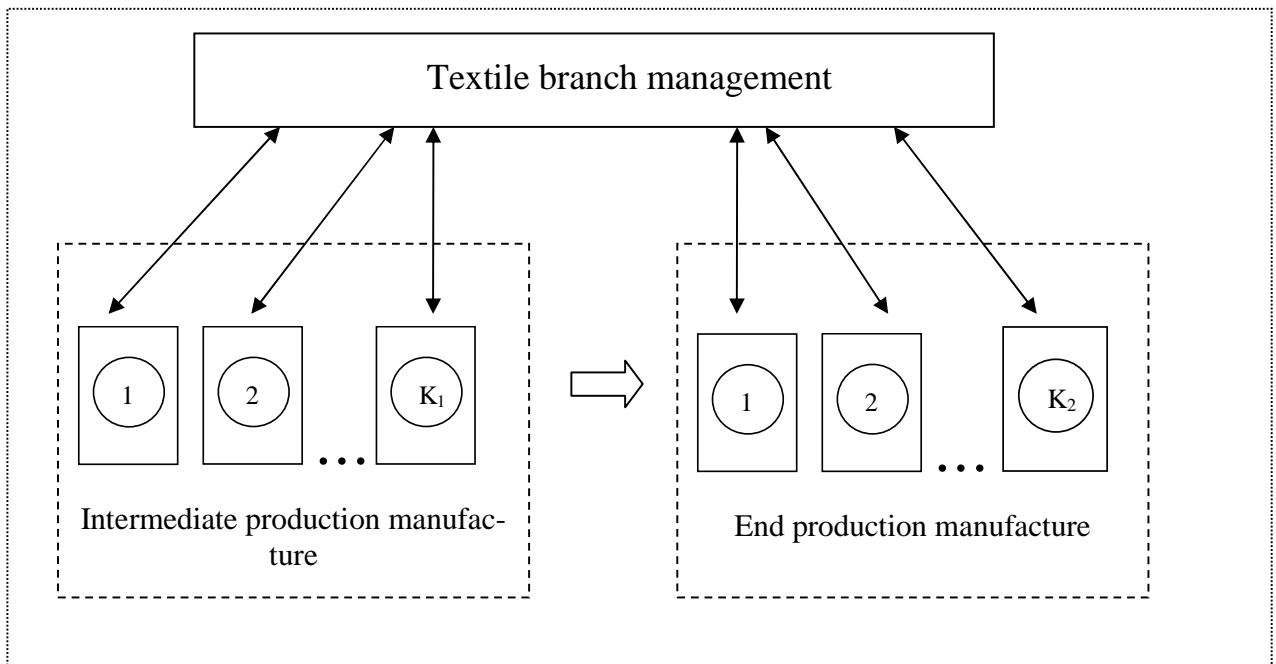 Textile branch management
1 2 … K₁
1 2 … K₂
Intermediate production manufac-
ture
End production manufacture